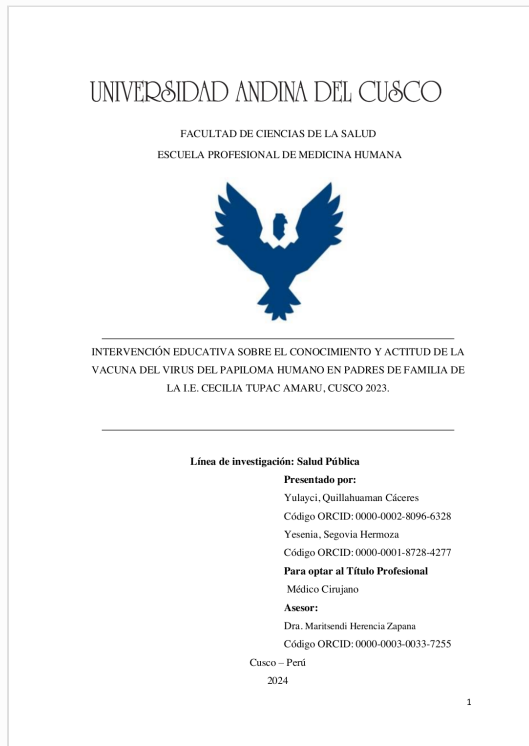 UNIVERSIDAD ANDINA DEL CUSCO
FACULTAD DE CIENCIAS DE LA SALUD
ESCUELA PROFESIONAL DE MEDICINA HUMANA
INTERVENCIÓN EDUCATIVA SOBRE EL CONOCIMIENTO Y ACTITUD DE LA
VACUNA DEL VIRUS DEL PAPILOMA HUMANO EN PADRES DE FAMILIA DE
LA I.E. CECILIA TUPAC AMARU, CUSCO 2023.
Línea de investigación: Salud Pública
Presentado por:
Yulayci, Quillahuaman Cáceres
Código ORCID: 0000-0002-8096-6328
Yesenia, Segovia Hermoza
Código ORCID: 0000-0001-8728-4277
Para optar al Título Profesional
Médico Cirujano
Asesor:
Dra. Maritsendi Herencia Zapana
Código ORCID: 0000-0003-0033-7255
Cusco – Perú
2024
1